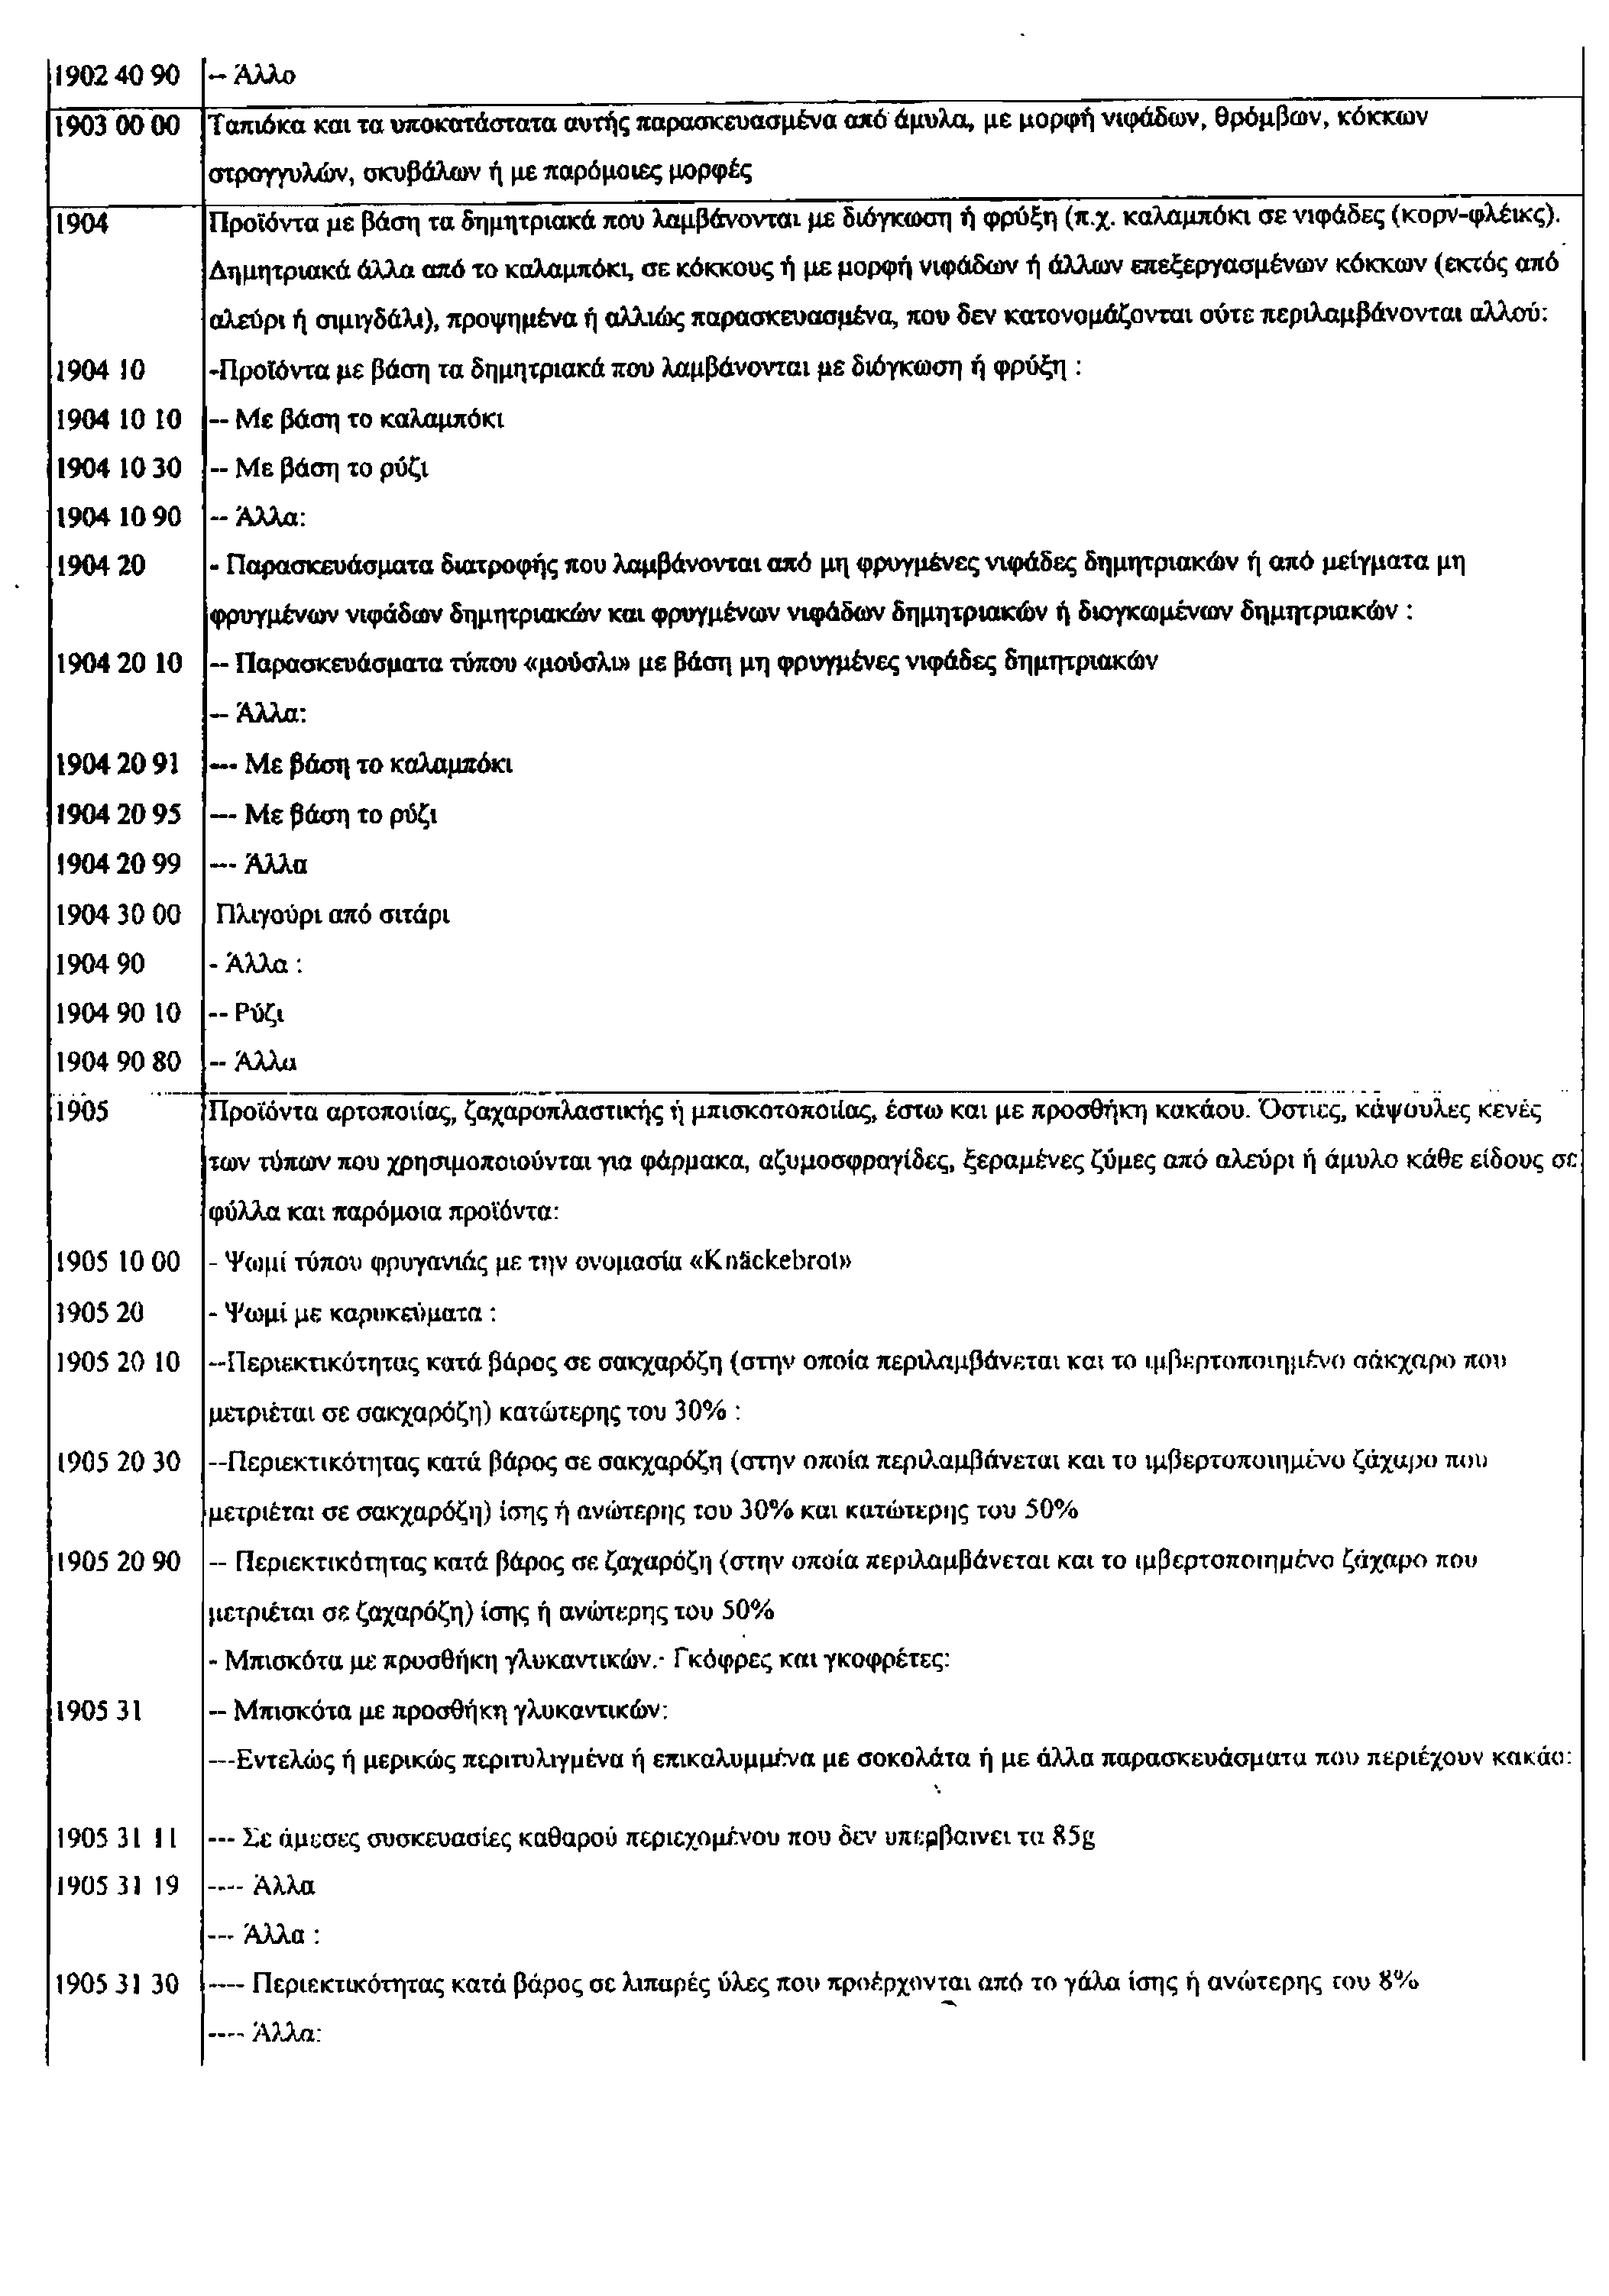 1902 40 90 -- Άλλο
1903 00 00 Ταπιόκα και τα υποκατάστατα αυτής παρασκευασμένα από άμυλα, με μορφή νιφάδων, θρόμβων, κόκκων
στρογγυλών, σκυβάλων ή με παρόμοιες μορφές
1904 Προϊόντα με βάση τα δημητριακά που λαμβάνονται με διόγκωση ή φρύξη (π.χ. καλαμπόκι σε νιφάδες (κορν-φλέικς).
Δημητριακά άλλα από το καλαμπόκι, σε κόκκους ή με μορφή νιφάδων ή άλλων επεξεργασμένων κόκκων (εκτός από
αλεύρι ή σιμιγδάλι), προψημένα ή αλλιώς παρασκευασμένα, που δεν κατονομάζονται ούτε περιλαμβάνονται αλλού:
1904 10 -Προϊόντα με βάση τα δημητριακά που λαμβάνονται με διόγκωση ή φρύξη :
1904 10 10 -- Με βάση το καλαμπόκι
1904 10 30 -- Με βάση το ρύζι
1904 10 90 -- Άλλα:
1904 20 - Παρασκευάσματα διατροφής που λαμβάνονται από μη φρυγμένες νιφάδες δημητριακών ή από μείγματα μη
φρυγμένων νιφάδων δημητριακών και φρυγμένων νιφάδων δημητριακών ή διογκωμένων δημητριακών :
1904 20 10 -- Παρασκευάσματα τύπου «μούσλι» με βάση μη φρυγμένες νιφάδες δημητριακών
-- Άλλα:
1904 20 91 --- Με βάση το καλαμπόκι
1904 20 95 --- Με βάση το ρύζι
1904 20 99 --- Άλλα
1904 30 00 Πλιγούρι από σιτάρι
1904 90 - Άλλα :
1904 90 10 -- Ρύζι
1904 90 80 -- Άλλα
1905 Προϊόντα αρτοποιίας, ζαχαροπλαστικής ή μπισκοτοποιίας, έστω και με προσθήκη κακάου. Όστιες, κάψουλες κενές
των τύπων που χρησιμοποιούνται για φάρμακα, αζυμοσφραγίδες, ξεραμένες ζύμες από αλεύρι ή άμυλο κάθε είδους σε
φύλλα και παρόμοια προϊόντα:
1905 10 00 - Ψωμί τύπου φρυγανιάς με την ονομασία «Knäckebrot»
1905 20 - Ψωμί με καρυκεύματα :
1905 20 10 --Περιεκτικότητας κατά βάρος σε σακχαρόζη (στην οποία περιλαμβάνεται και το ιμβερτοποιημένο σάκχαρο που
μετριέται σε σακχαρόζη) κατώτερης του 30% :
1905 20 30 --Περιεκτικότητας κατά βάρος σε σακχαρόζη (στην οποία περιλαμβάνεται και το ιμβερτοποιημένο ζάχαρο που
μετριέται σε σακχαρόζη) ίσης ή ανώτερης του 30% και κατώτερης του 50%
1905 20 90 -- Περιεκτικότητας κατά βάρος σε ζαχαρόζη (στην οποία περιλαμβάνεται και το ιμβερτοποιημένο ζάχαρο που
μετριέται σε ζαχαρόζη) ίσης ή ανώτερης του 50%
- Μπισκότα με προσθήκη γλυκαντικών.· Γκόφρες και γκοφρέτες:
1905 31 -- Μπισκότα με προσθήκη γλυκαντικών:
---Εντελώς ή μερικώς περιτυλιγμένα ή επικαλυμμένα με σοκολάτα ή με άλλα παρασκευάσματα που περιέχουν κακάο:
1905 31 11 --- Σε άμεσες συσκευασίες καθαρού περιεχομένου που δεν υπερβαινει τα 85g
1905 31 19 ---- Άλλα
--- Άλλα :
1905 31 30 ---- Περιεκτικότητας κατά βάρος σε λιπαρές ύλες που προέρχονται από το γάλα ίσης ή ανώτερης του 8%
---- Άλλα: